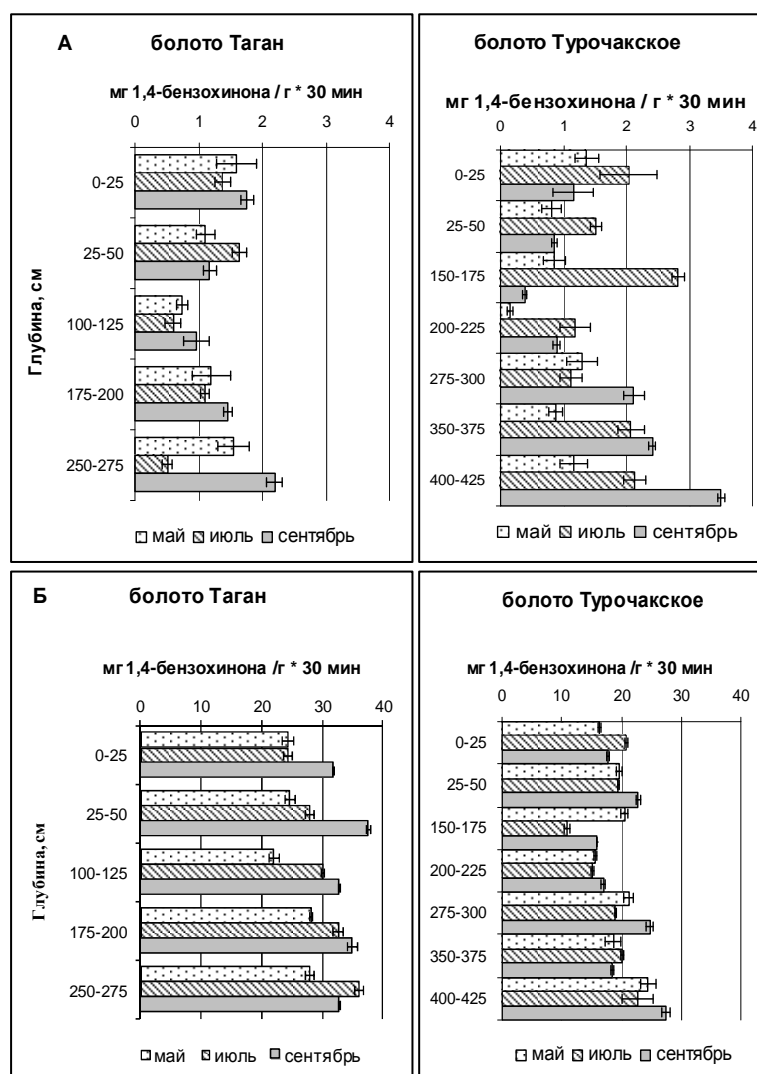 А
болото Таган
мг 1,4-бензохинона / г * 30 мин
0 1 2 3 4
Глубина, см
0-25
25-50
100-125
175-200
250-275
май июль сентябрь
болото Турочакское
мг 1,4-бензохинона / г * 30 мин
0 1 2 3 4
0-25
25-50
150-175
200-225
275-300
350-375
400-425
май июль сентябрь
Б
болото Таган
мг 1,4-бензохинона /г * 30 мин
0 10 20 30 40
Глубина, см
0-25
25-50
100-125
175-200
250-275
май июль сентябрь
болото Турочакское
мг 1,4-бензохинона /г * 30 мин
0 10 20 30 40
0-25
25-50
150-175
200-225
275-300
350-375
400-425
май июль сентябрь